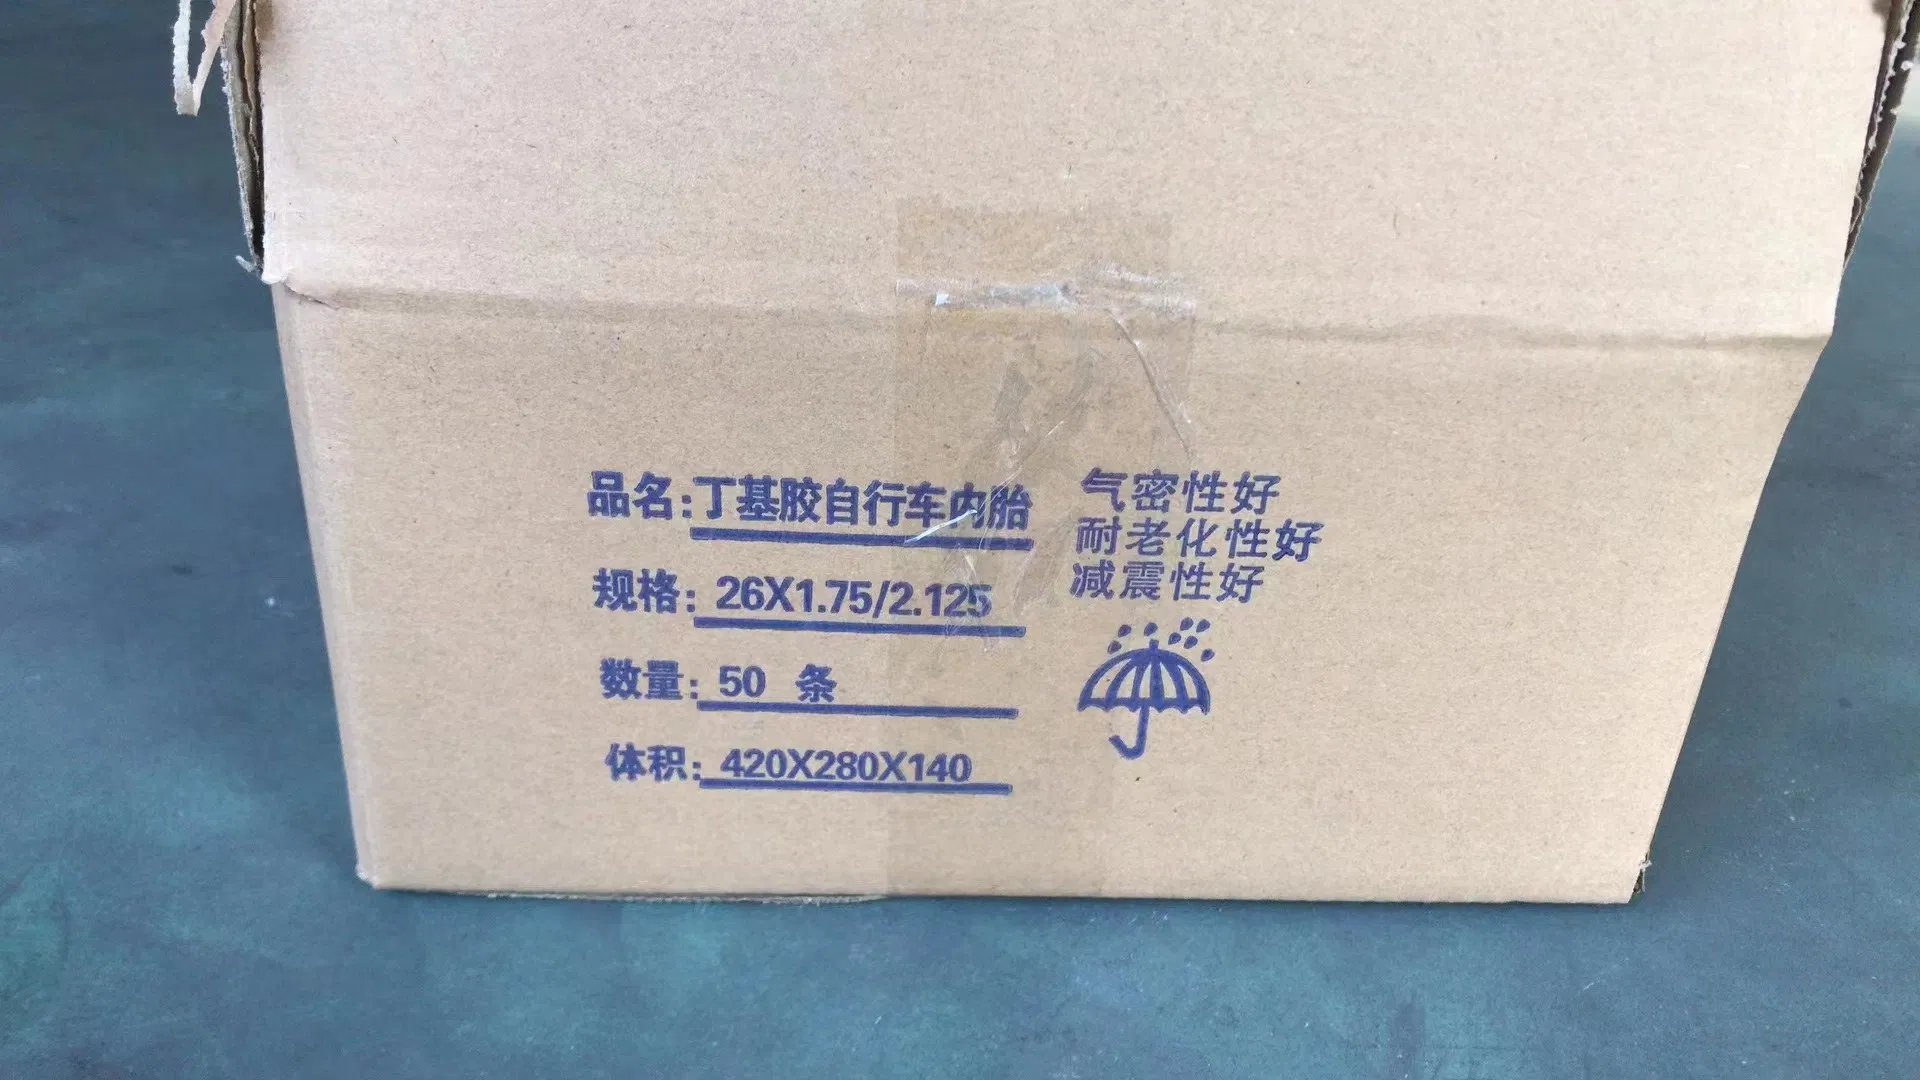 品名:丁基胶自行车内胎
规格: 26X1.75/2.125
数量: 50 条
体积: 420X280X140
气密性好
耐老化性好
减震性好